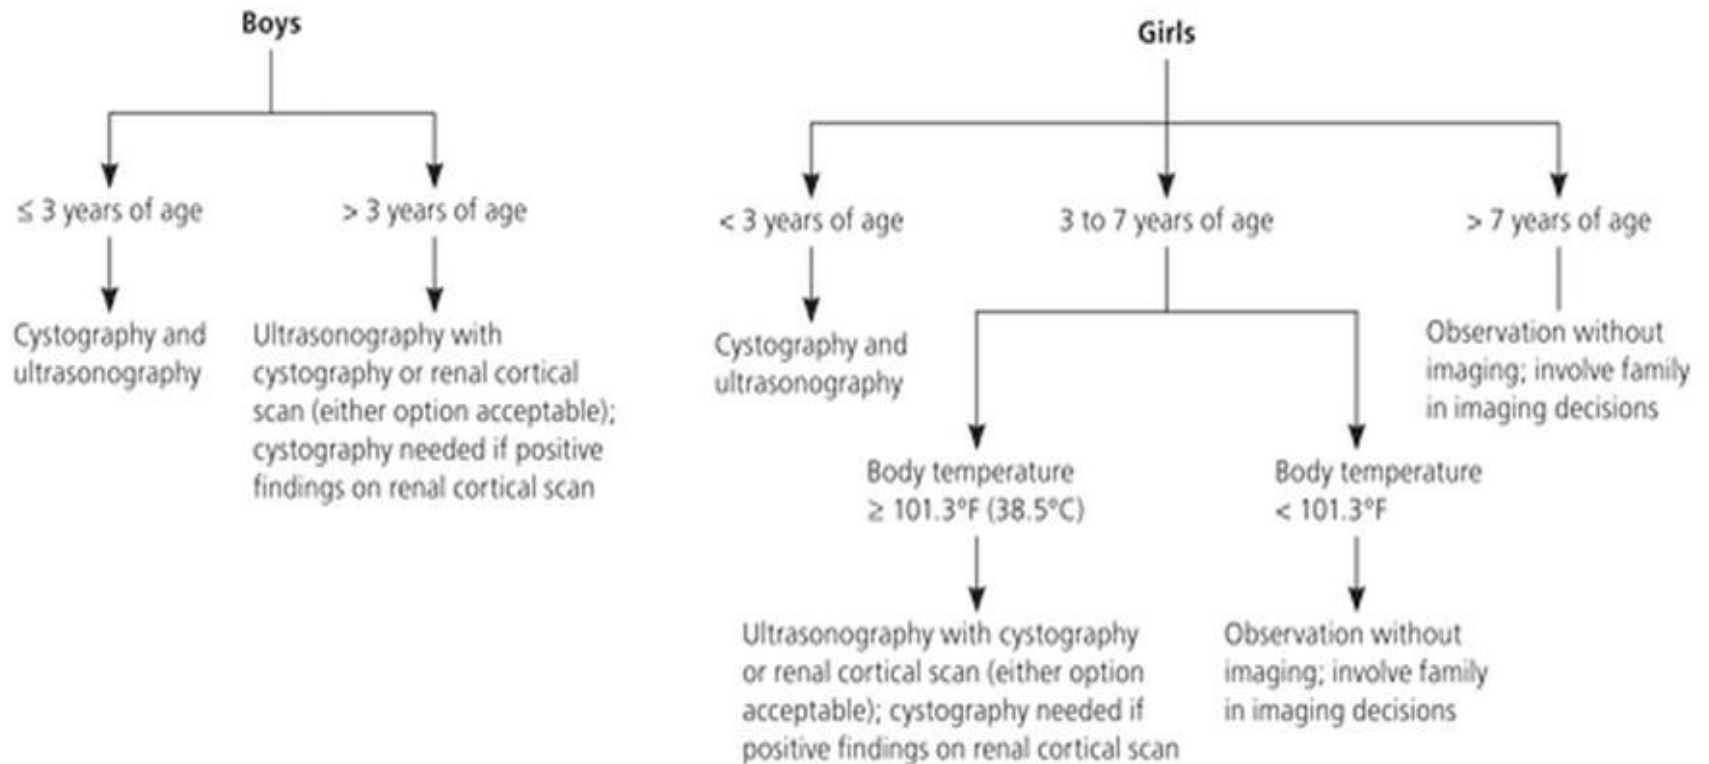 Boys
≤ 3 years of age
> 3 years of age
Cystography and
ultrasonography
Ultrasonography with
cystography or renal cortical
scan (either option acceptable);
cystography needed if positive
findings on renal cortical scan
Girls
< 3 years of age
3 to 7 years of age
> 7 years of age
Cystography and
ultrasonography
Body temperature
≥ 101.3°F (38.5°C)
Ultrasonography with cystography
or renal cortical scan (either option
acceptable); cystography needed if
positive findings on renal cortical scan
Body temperature
< 101.3°F
Observation without
imaging; involve family
in imaging decisions
Observation without
imaging; involve family
in imaging decisions